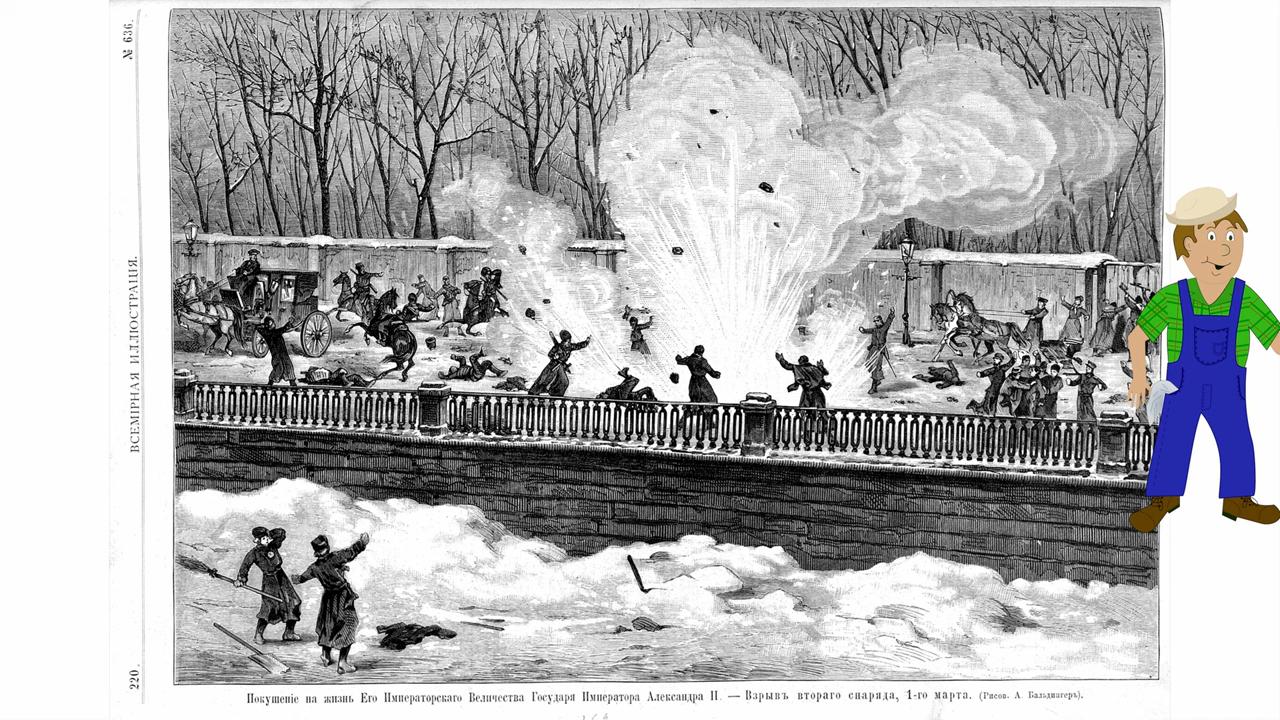 № 636.
ВСЕМІРНАЯ ИЛЛЮСТРАЦІЯ.
220.
Покушеніе на жизнь Его Императорскаго Величества Государя Императора Александра II. — Взрывъ втораго снаряда, 1-го марта. (Рисов. А. Бальдингеръ).